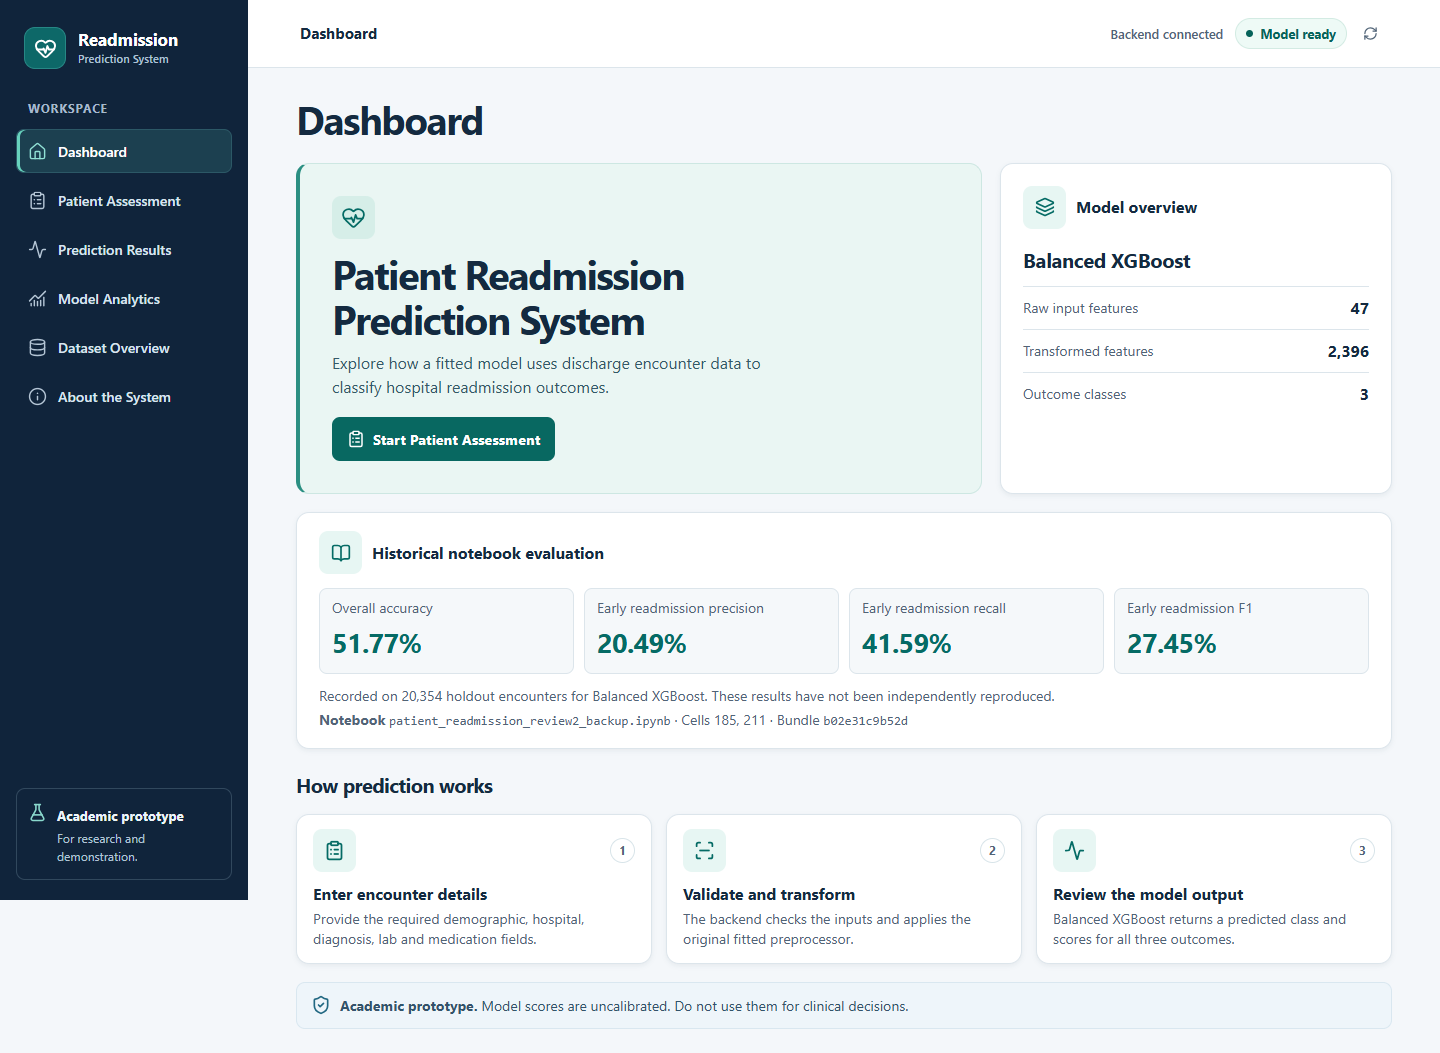 Readmission
Prediction System
WORKSPACE
Dashboard
Patient Assessment
Prediction Results
Model Analytics
Dataset Overview
About the System
Academic prototype
For research and
demonstration.
Dashboard
Backend connected
Model ready
Dashboard
Patient Readmission
Prediction System
Explore how a fitted model uses discharge encounter data to
classify hospital readmission outcomes.
Start Patient Assessment
Model overview
Balanced XGBoost
Raw input features 47
Transformed features 2,396
Outcome classes 3
Historical notebook evaluation
Overall accuracy
51.77%
Early readmission precision
20.49%
Early readmission recall
41.59%
Early readmission F1
27.45%
Recorded on 20,354 holdout encounters for Balanced XGBoost. These results have not been independently reproduced.
Notebook patient_readmission_review2_backup.ipynb · Cells 185, 211 · Bundle b02e31c9b52d
How prediction works
1
Enter encounter details
Provide the required demographic, hospital,
diagnosis, lab and medication fields.
2
Validate and transform
The backend checks the inputs and applies the
original fitted preprocessor.
3
Review the model output
Balanced XGBoost returns a predicted class and
scores for all three outcomes.
Academic prototype. Model scores are uncalibrated. Do not use them for clinical decisions.